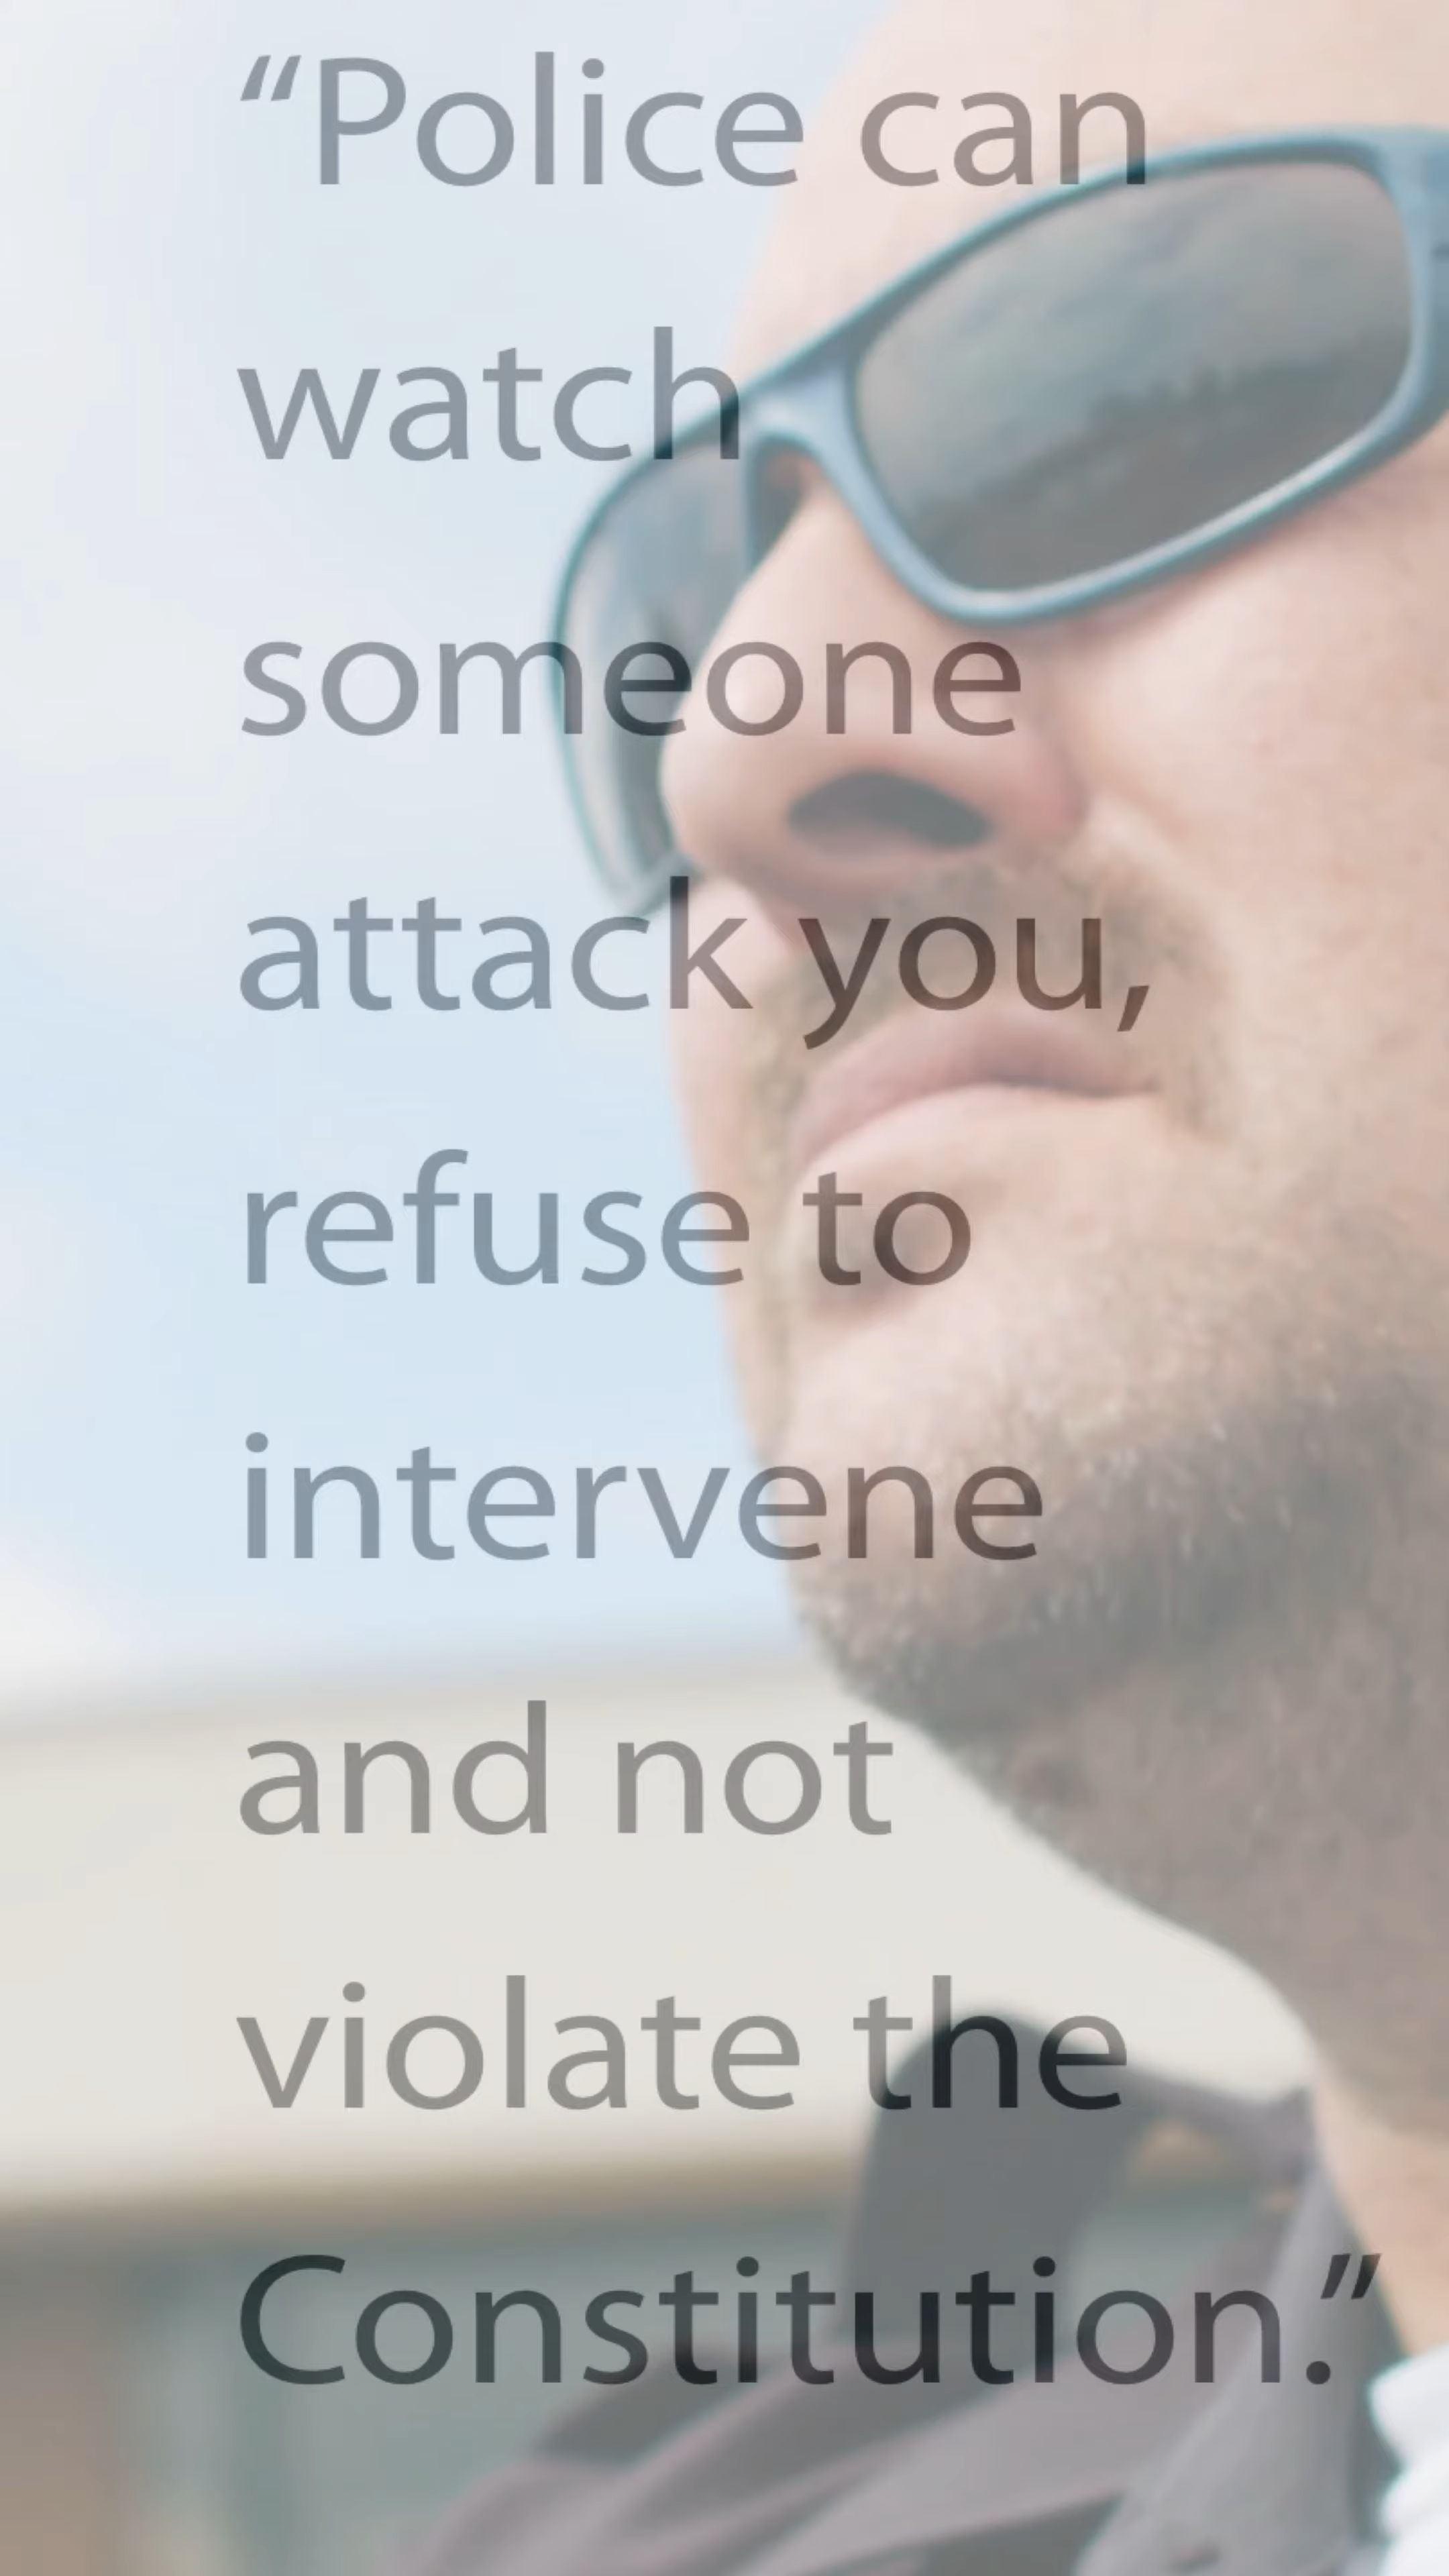 “Police can
watch
someone
attack you,
refuse to
intervene
and not
violate the
Constitution.”